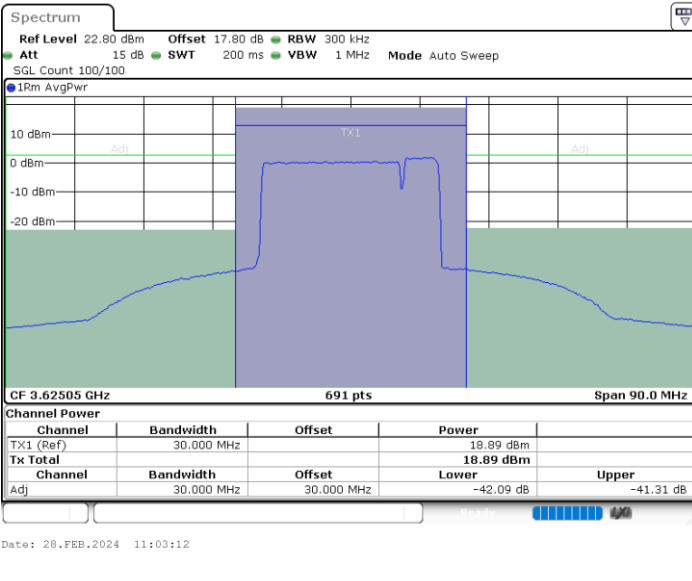 Spectrum
Ref Level 22.80 dBm Offset 17.80 dB RBW 300 kHz
Att 15 dB SWT 200 ms VBW 1 MHz Mode Auto Sweep
SGL Count 100/100
1Rm AvgPwr
10 dBm
TX1
Adj
Adj
0 dBm
-10 dBm
-20 dBm
CF 3.62505 GHz 691 pts Span 90.0 MHz
Channel Power
Channel Bandwidth Offset Power
TX1 (Ref) 30.000 MHz 18.89 dBm
Tx Total 18.89 dBm
Channel Bandwidth Offset Lower Upper
Adj 30.000 MHz 30.000 MHz -42.09 dB -41.31 dB
Ready
Date: 28.FEB.2024 11:03:12